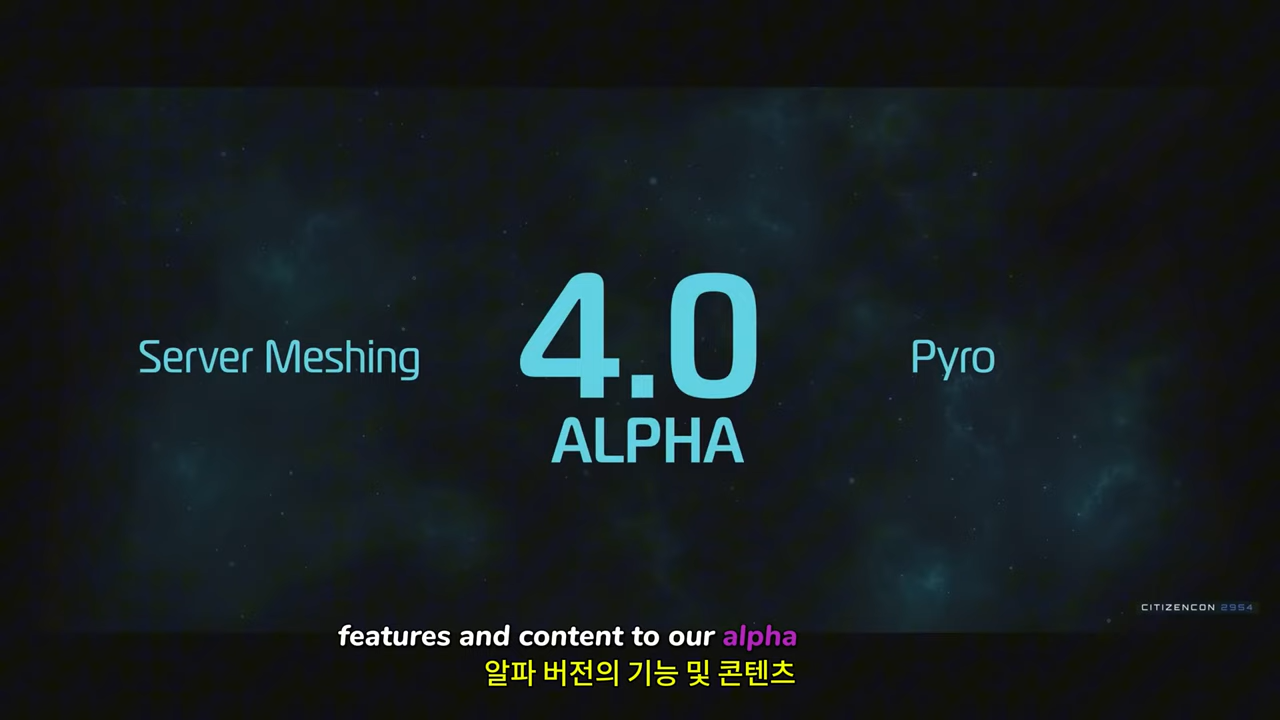 Server Meshing
4.0
ALPHA
Pyro
CITIZENCON 2954
features and content to our alpha
알파 버전의 기능 및 콘텐츠